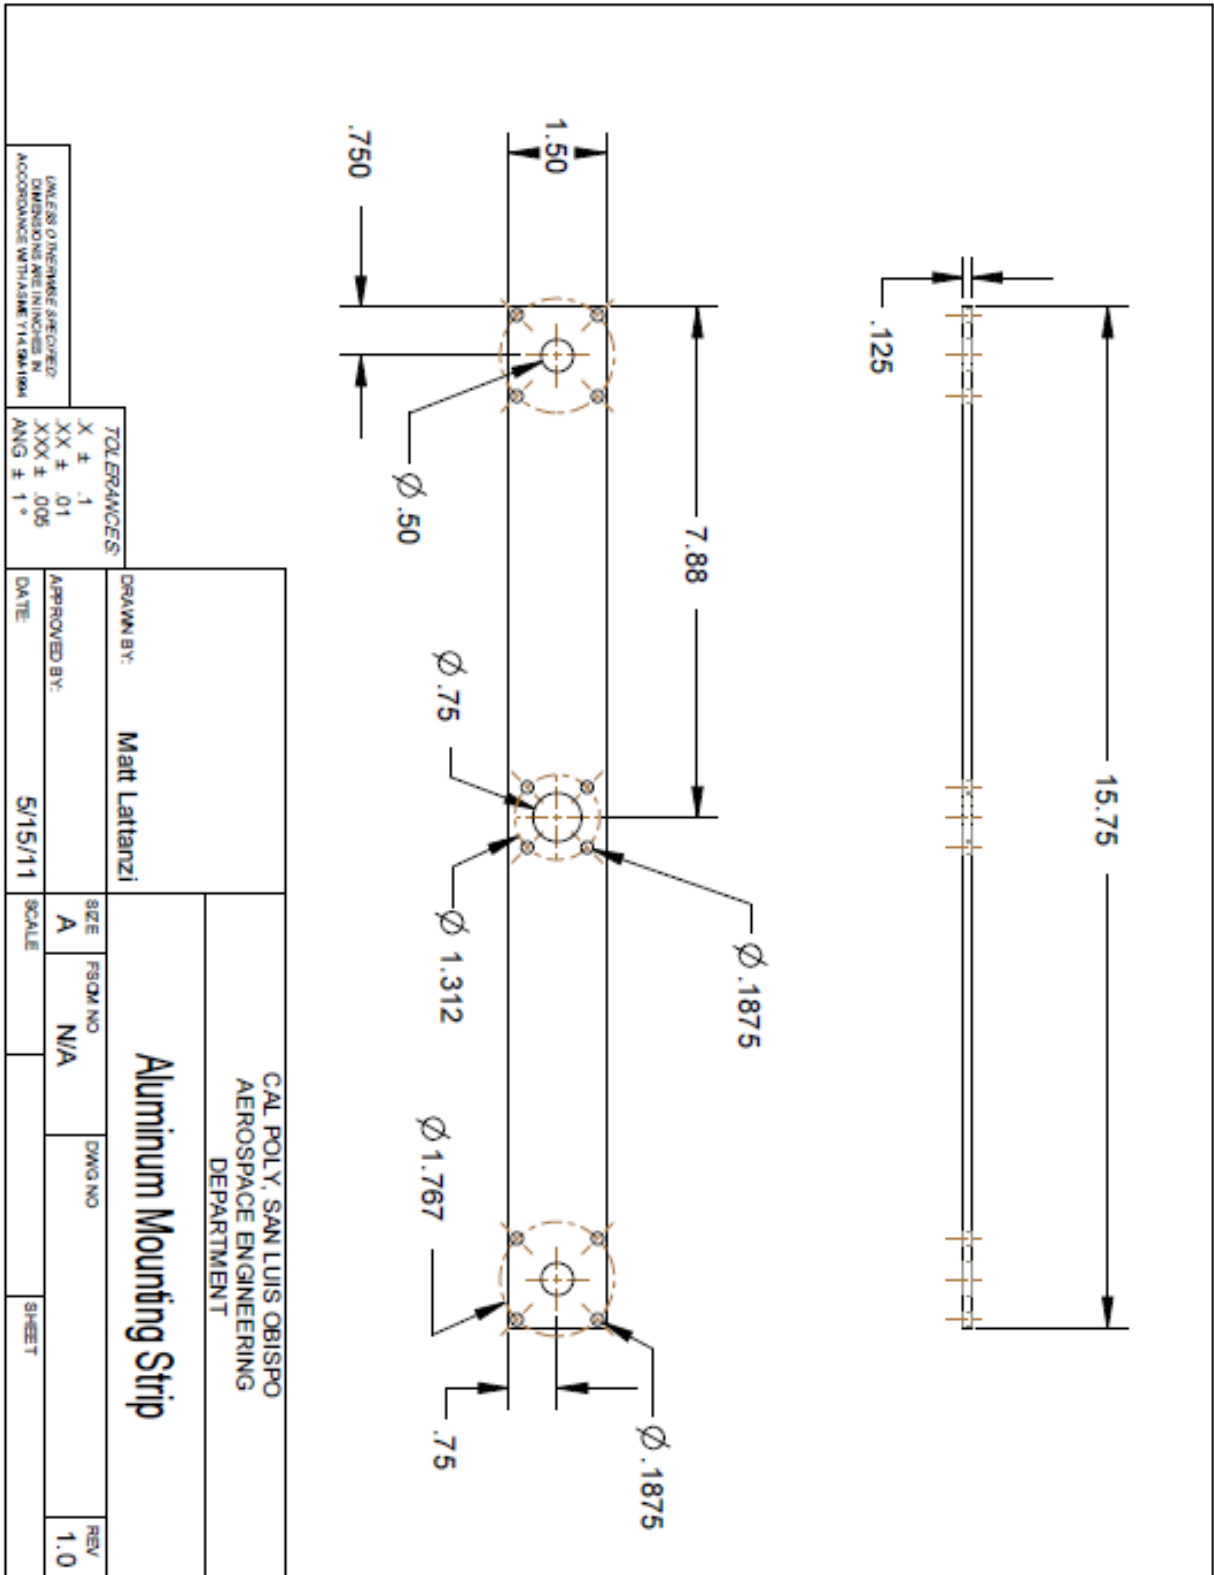 15.75
.125
7.88
1.50
.750
Ø .50
Ø .75
Ø 1.312
Ø .1875
Ø 1.767
Ø .1875
.75
UNLESS OTHERWISE SPECIFIED:
DIMENSIONS ARE IN INCHES IN
ACCORDANCE WITH ASME Y14.5M-1994
TOLERANCES:
.X ± .1
.XX ± .01
.XXX ± .005
ANG ± 1 °
DRAWN BY: Matt Lattanzi
APPROVED BY:
DATE: 5/15/11
CAL POLY, SAN LUIS OBISPO
AEROSPACE ENGINEERING
DEPARTMENT
Aluminum Mounting Strip
SIZE
A
FSCM NO
N/A
DWG NO
REV
1.0
SCALE
SHEET